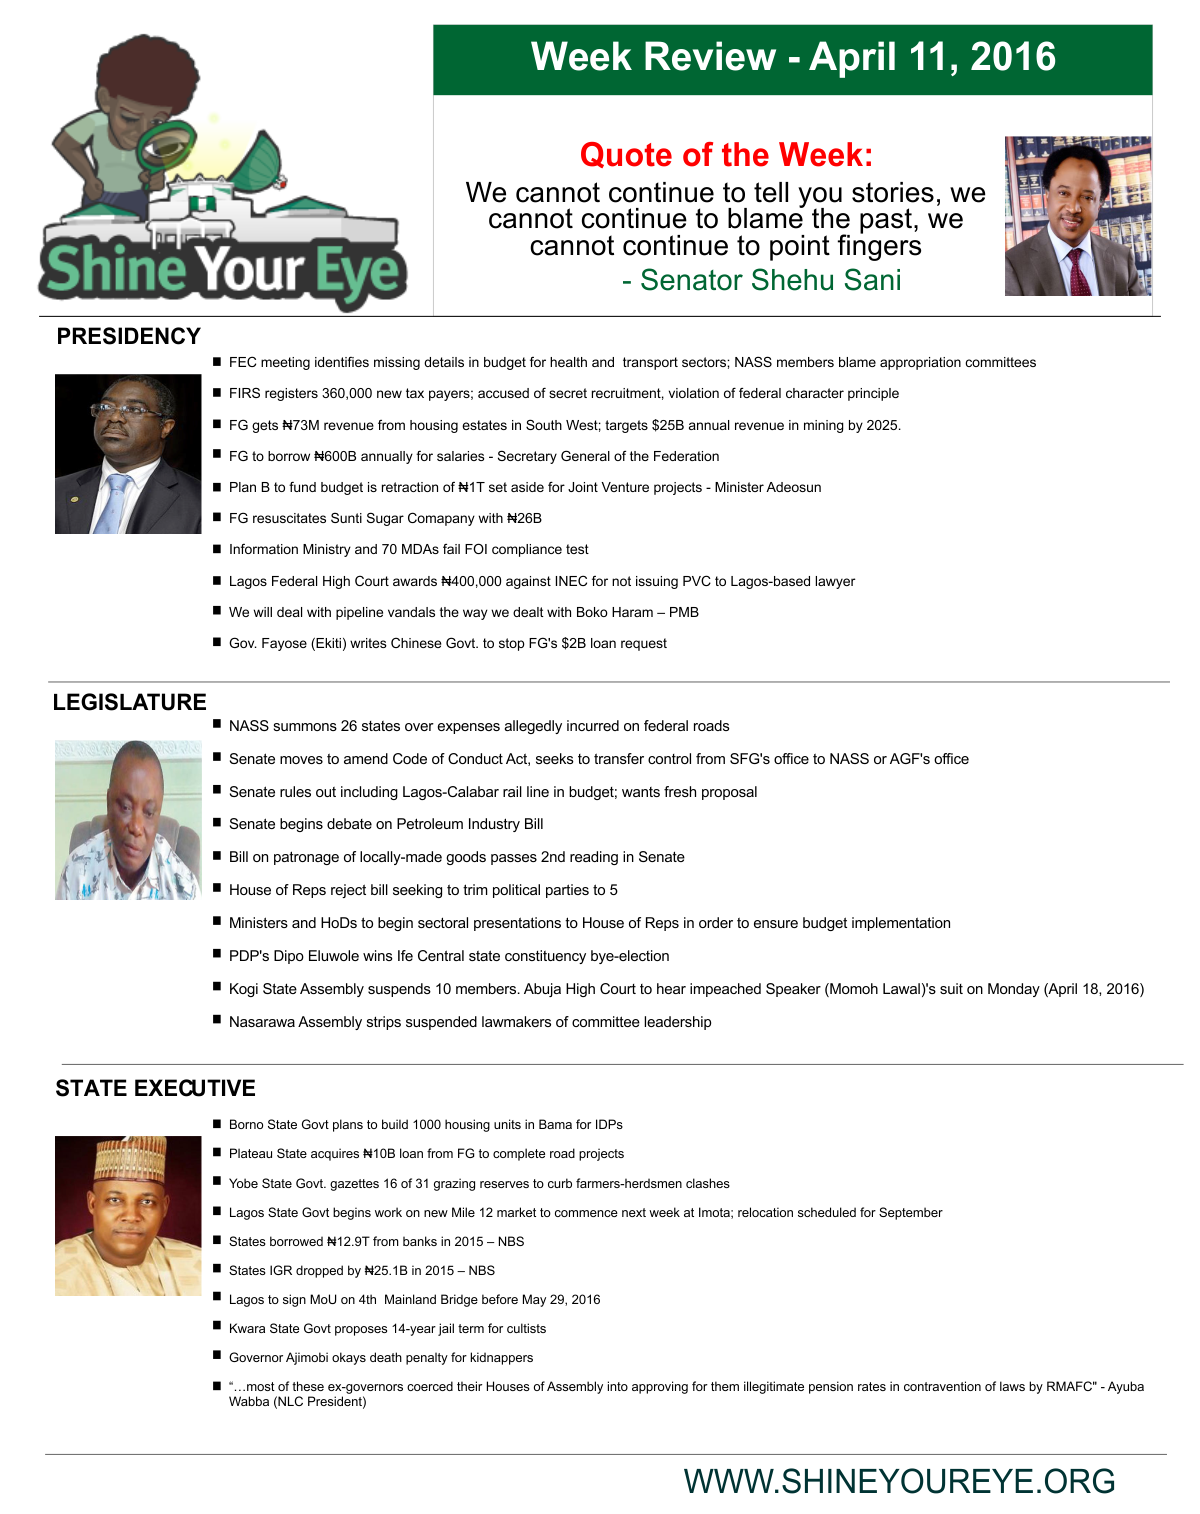 Shine Your Eye
Week Review - April 11, 2016
Quote of the Week:
We cannot continue to tell you stories, we
cannot continue to blame the past, we
cannot continue to point fingers
- Senator Shehu Sani
PRESIDENCY
■ FEC meeting identifies missing details in budget for health and  transport sectors; NASS members blame appropriation committees
■ FIRS registers 360,000 new tax payers; accused of secret recruitment, violation of federal character principle
■ FG gets ₦73M revenue from housing estates in South West; targets $25B annual revenue in mining by 2025.
■ FG to borrow ₦600B annually for salaries - Secretary General of the Federation
■ Plan B to fund budget is retraction of ₦1T set aside for Joint Venture projects - Minister Adeosun
■ FG resuscitates Sunti Sugar Comapany with ₦26B
■ Information Ministry and 70 MDAs fail FOI compliance test
■ Lagos Federal High Court awards ₦400,000 against INEC for not issuing PVC to Lagos-based lawyer
■ We will deal with pipeline vandals the way we dealt with Boko Haram – PMB
■ Gov. Fayose (Ekiti) writes Chinese Govt. to stop FG's $2B loan request
LEGISLATURE
■ NASS summons 26 states over expenses allegedly incurred on federal roads
■ Senate moves to amend Code of Conduct Act, seeks to transfer control from SFG's office to NASS or AGF's office
■ Senate rules out including Lagos-Calabar rail line in budget; wants fresh proposal
■ Senate begins debate on Petroleum Industry Bill
■ Bill on patronage of locally-made goods passes 2nd reading in Senate
■ House of Reps reject bill seeking to trim political parties to 5
■ Ministers and HoDs to begin sectoral presentations to House of Reps in order to ensure budget implementation
■ PDP's Dipo Eluwole wins Ife Central state constituency bye-election
■ Kogi State Assembly suspends 10 members. Abuja High Court to hear impeached Speaker (Momoh Lawal)'s suit on Monday (April 18, 2016)
■ Nasarawa Assembly strips suspended lawmakers of committee leadership
STATE EXECUTIVE
■ Borno State Govt plans to build 1000 housing units in Bama for IDPs
■ Plateau State acquires ₦10B loan from FG to complete road projects
■ Yobe State Govt. gazettes 16 of 31 grazing reserves to curb farmers-herdsmen clashes
■ Lagos State Govt begins work on new Mile 12 market to commence next week at Imota; relocation scheduled for September
■ States borrowed ₦12.9T from banks in 2015 – NBS
■ States IGR dropped by ₦25.1B in 2015 – NBS
■ Lagos to sign MoU on 4th  Mainland Bridge before May 29, 2016
■ Kwara State Govt proposes 14-year jail term for cultists
■ Governor Ajimobi okays death penalty for kidnappers
■ “…most of these ex-governors coerced their Houses of Assembly into approving for them illegitimate pension rates in contravention of laws by RMAFC" - Ayuba
Wabba (NLC President)
WWW.SHINEYOUREYE.ORG